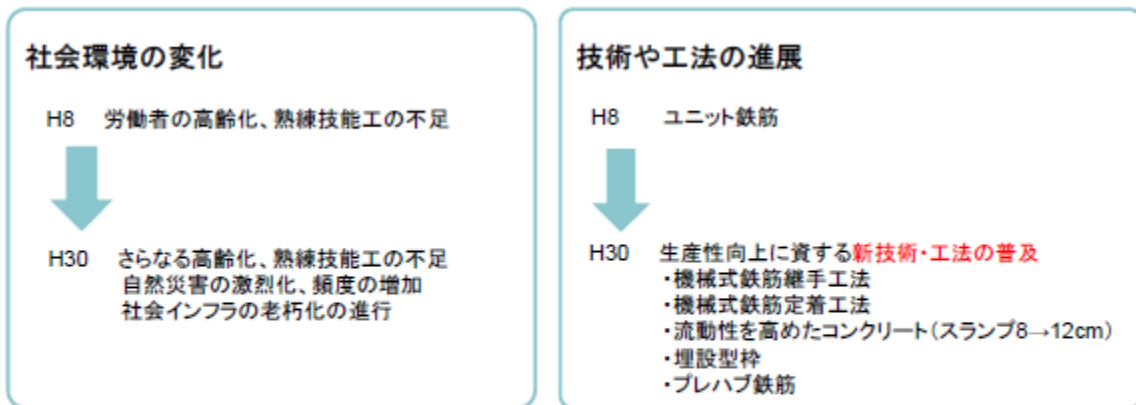 社会環境の変化
H8 労働者の高齢化、熟練技能工の不足
H30 さらなる高齢化、熟練技能工の不足
自然災害の激烈化、頻度の増加
社会インフラの老朽化の進行
技術や工法の進展
H8 ユニット鉄筋
H30 生産性向上に資する新技術・工法の普及
・機械式鉄筋継手工法
・機械式鉄筋定着工法
・流動性を高めたコンクリート（スランプ8→12cm）
・埋設型枠
・プレハブ鉄筋